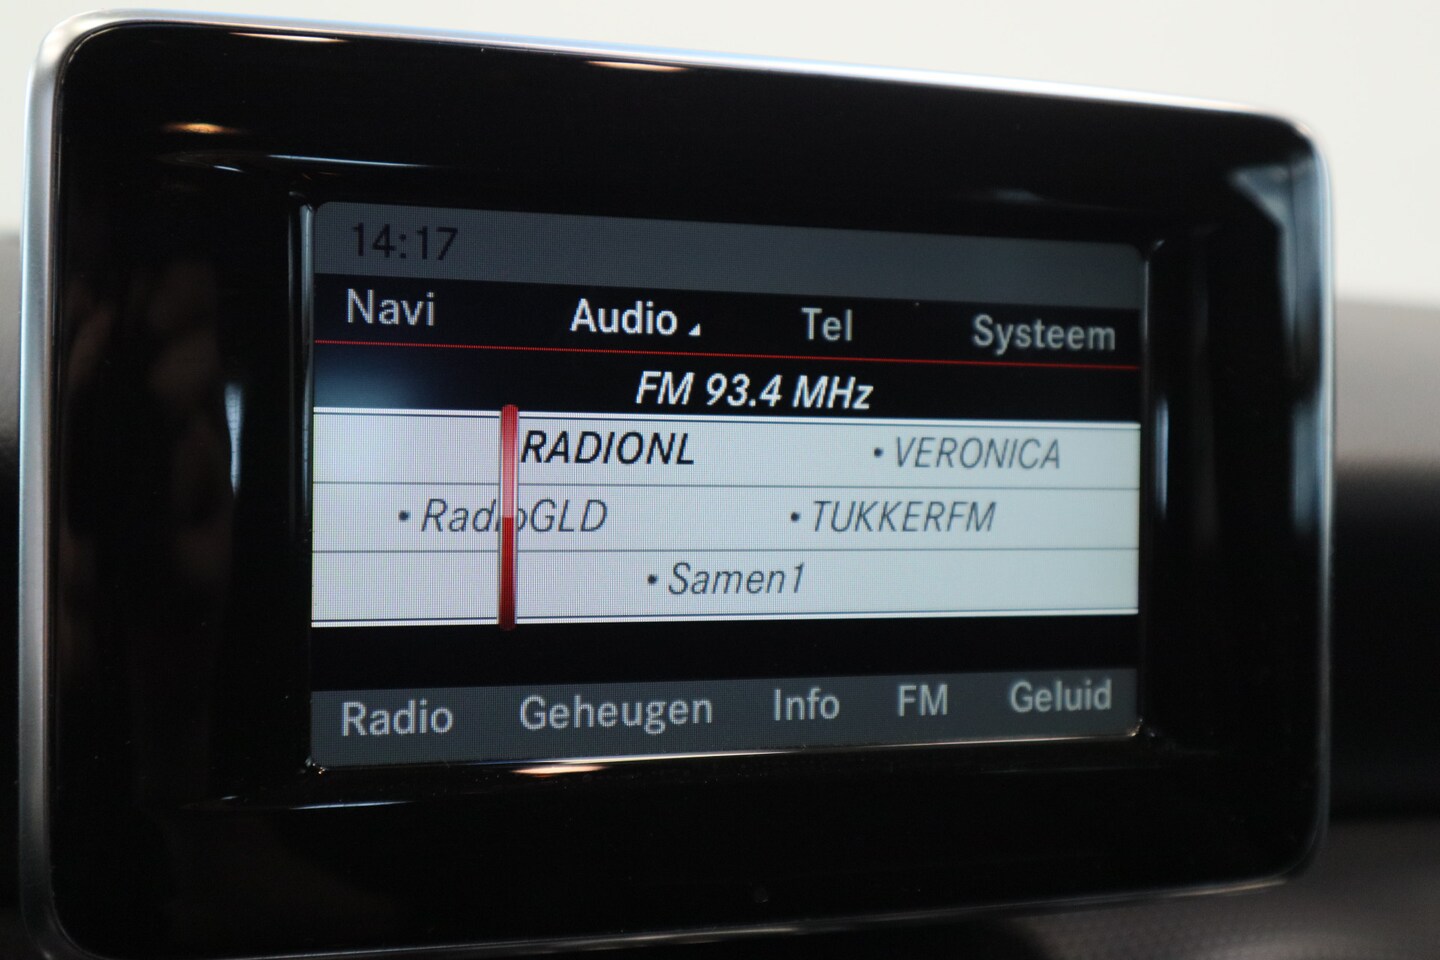 14:17
Navi Audio Tel Systeem
FM 93.4 MHz
RADIONL • VERONICA
• RadioGLD • TUKKERFM
• Samen1
Radio Geheugen Info FM Geluid